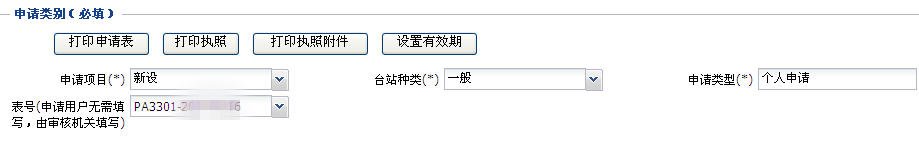 申请类别（必填）
打印申请表 打印执照 打印执照附件 设置有效期
申请项目(*) 新设 台站种类(*) 一般 申请类型(*) 个人申请
表号(申请用户无需填
写，由审核机关填写) PA3301-2